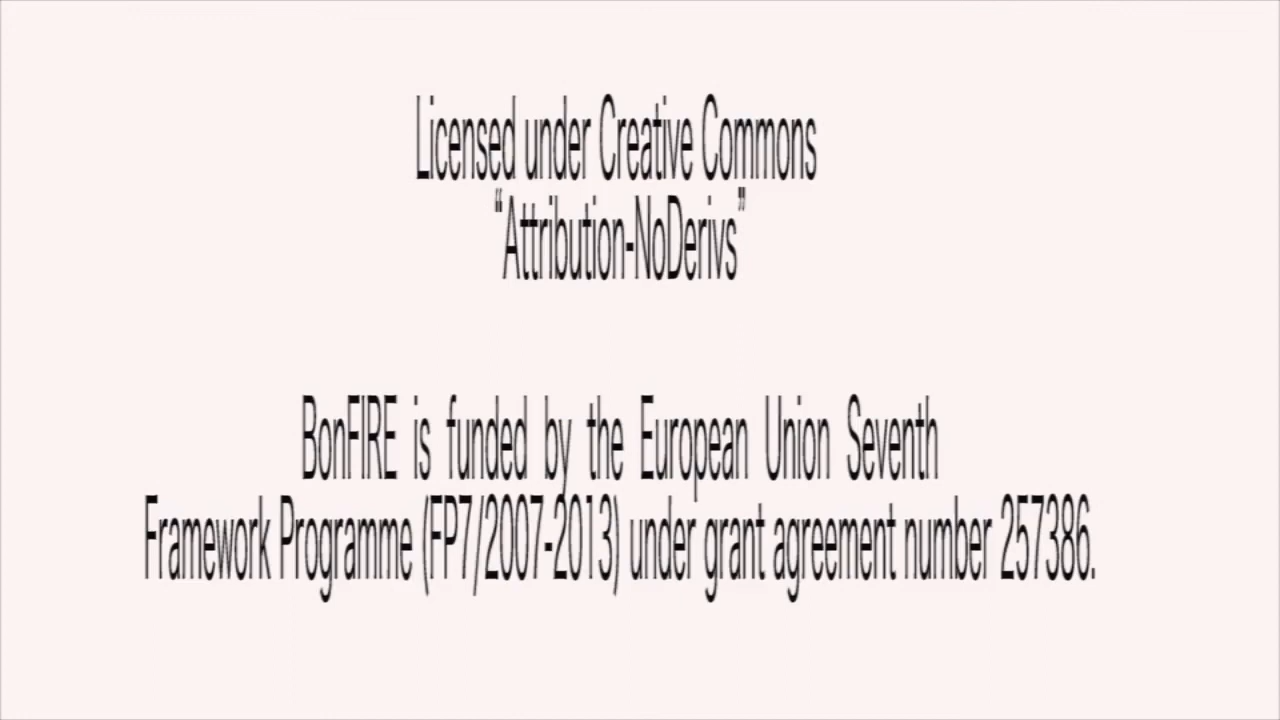 Licensed under Creative Commons
“Attribution-NoDerivs”
BonFIRE is funded by the European Union Seventh
Framework Programme (FP7/2007-2013) under grant agreement number 257386.